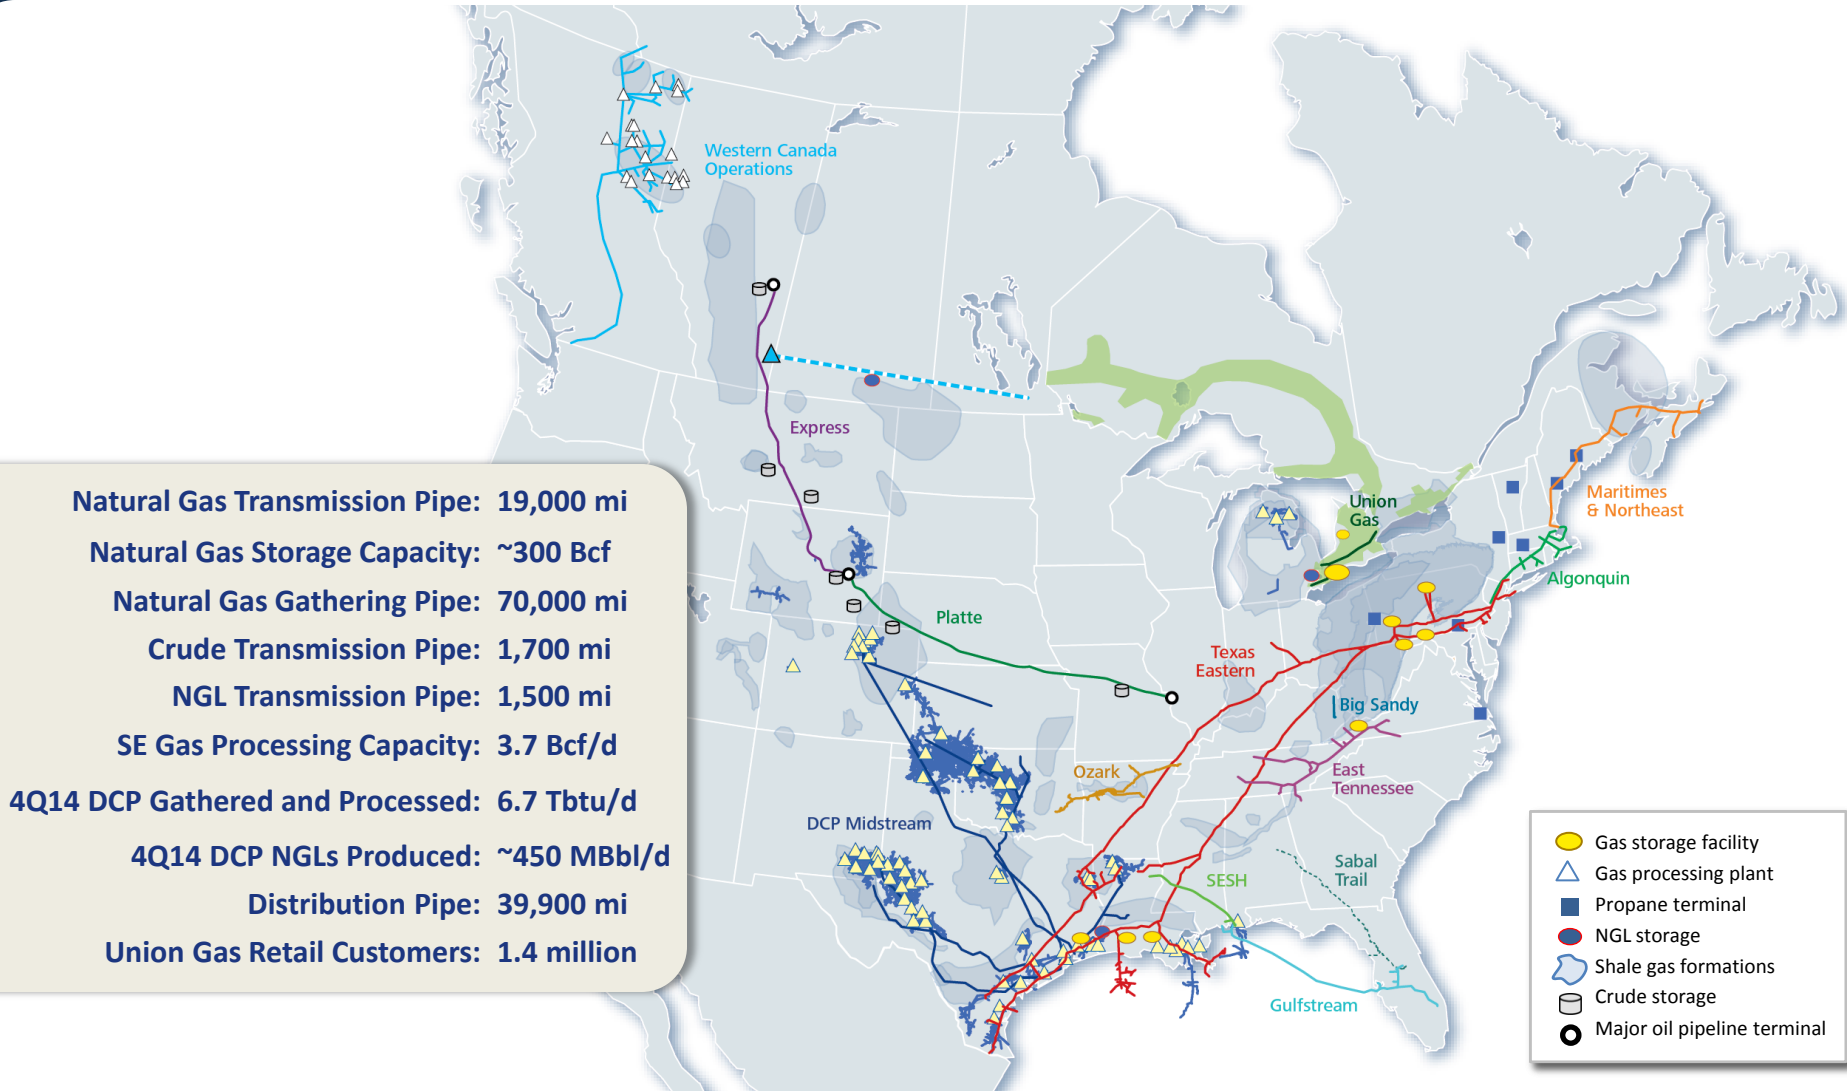 Western Canada
Operations
Express
Natural Gas Transmission Pipe: 19,000 mi
Natural Gas Storage Capacity: ~300 Bcf
Natural Gas Gathering Pipe: 70,000 mi
Crude Transmission Pipe: 1,700 mi
NGL Transmission Pipe: 1,500 mi
SE Gas Processing Capacity: 3.7 Bcf/d
4Q14 DCP Gathered and Processed: 6.7 Tbtu/d
4Q14 DCP NGLs Produced: ~450 MBbl/d
Distribution Pipe: 39,900 mi
Union Gas Retail Customers: 1.4 million
Union
Gas
Maritimes
& Northeast
Algonquin
Platte
Texas
Eastern
Big Sandy
Ozark
East
Tennessee
DCP Midstream
SESH
Sabal
Trail
Gulfstream
Gas storage facility
Gas processing plant
Propane terminal
NGL storage
Shale gas formations
Crude storage
Major oil pipeline terminal